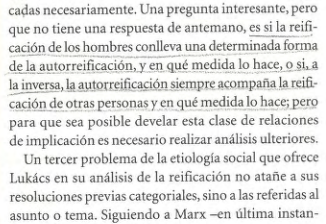 cadas necesariamente. Una pregunta interesante, pero
que no tiene una respuesta de antemano, es si la reifi-
cación de los hombres conlleva una determinada forma
de la autorreificación, y en qué medida lo hace, o si, a
la inversa, la autorreificación siempre acompaña la reifi-
cación de otras personas y en qué medida lo hace; pero
para que sea posible develar esta clase de relaciones
de implicación es necesario realizar análisis ulteriores.
Un tercer problema de la etiología social que ofrece
Lukács en su análisis de la reificación no atañe a sus
resoluciones previas categoriales, sino a las referidas al
asunto o tema. Siguiendo a Marx –en última instan-